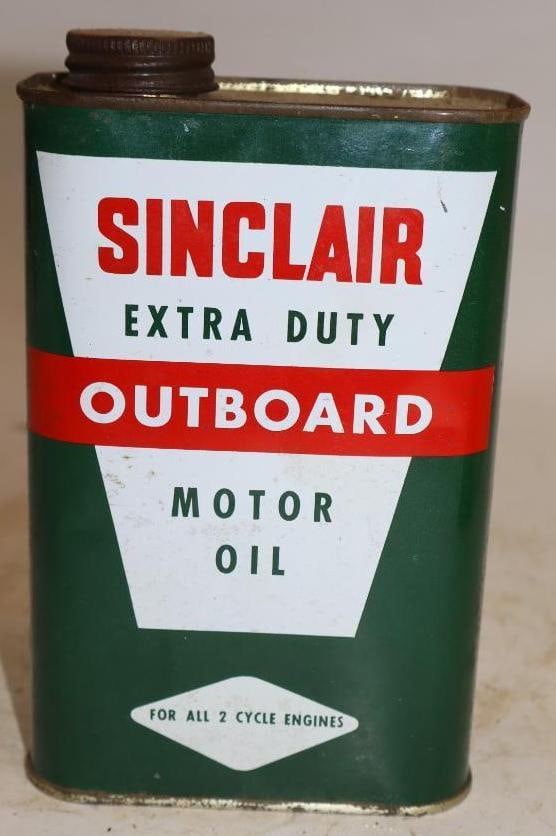 SINCLAIR
EXTRA DUTY
OUTBOARD
MOTOR
OIL
FOR ALL 2 CYCLE ENGINES